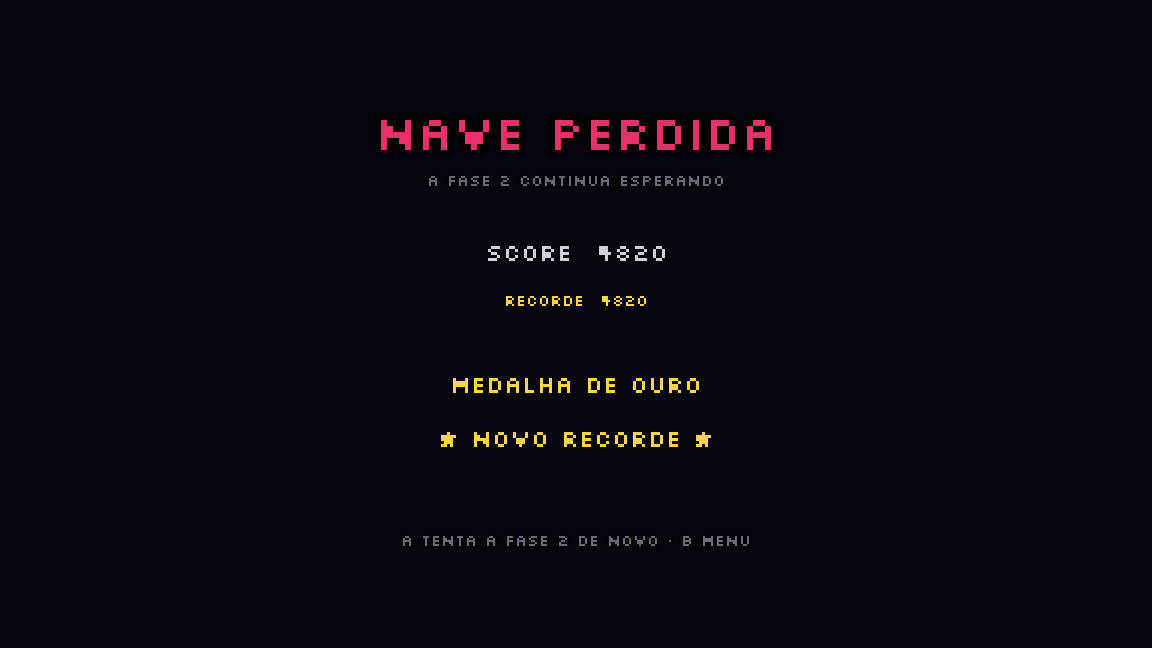 NAVE PERDIDA
A FASE 2 CONTINUA ESPERANDO
SCORE 4820
RECORDE 4820
MEDALHA DE OURO
★ NOVO RECORDE ★
A TENTA A FASE 2 DE NOVO · B MENU